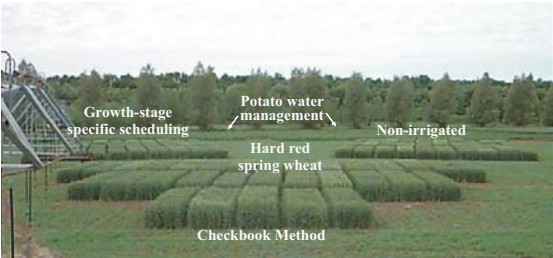 Potato water
management
Growth-stage
specific scheduling
Non-irrigated
Hard red
spring wheat
Checkbook Method